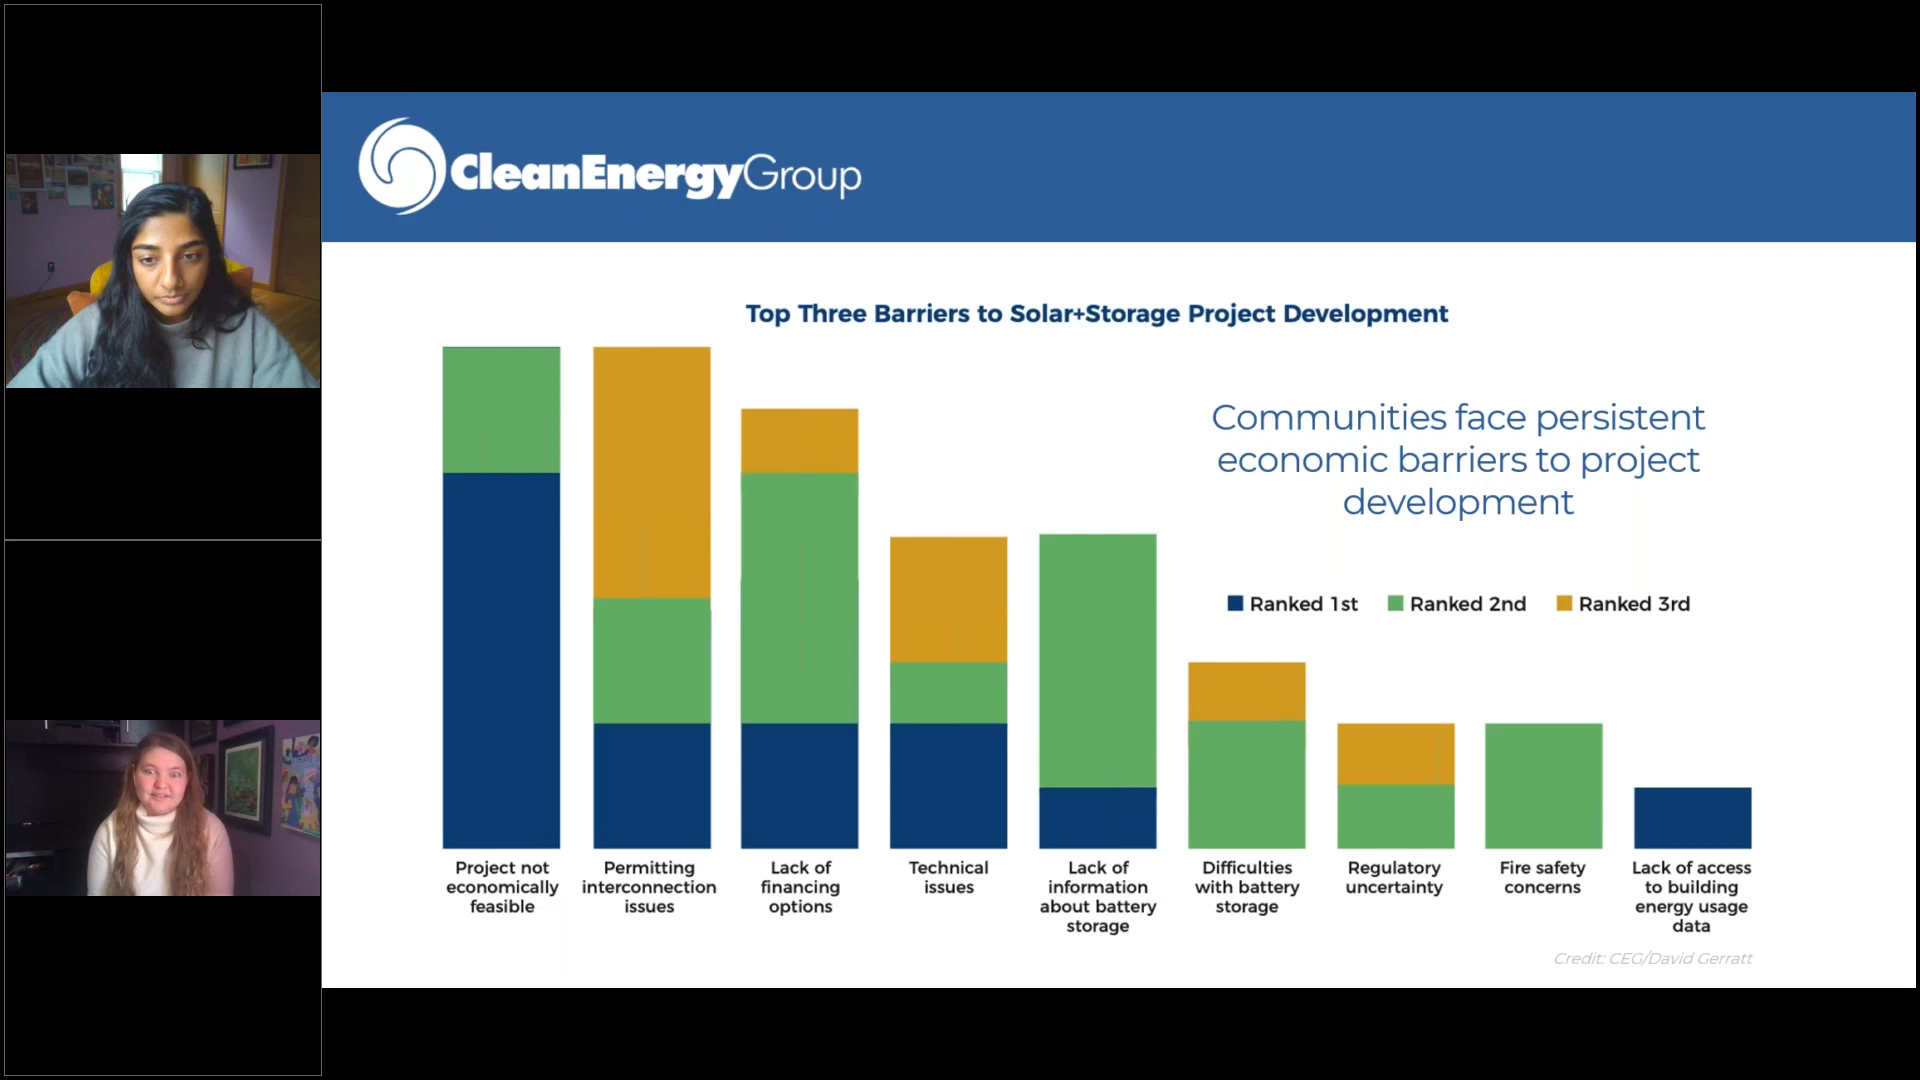 CleanEnergyGroup
Top Three Barriers to Solar+Storage Project Development
Communities face persistent
economic barriers to project
development
Ranked 1st
Ranked 2nd
Ranked 3rd
Project not
economically
feasible
Permitting
interconnection
issues
Lack of
financing
options
Technical
issues
Lack of
information
about battery
storage
Difficulties
with battery
storage
Regulatory
uncertainty
Fire safety
concerns
Lack of access
to building
energy usage
data
Credit: CEG/David Gerratt